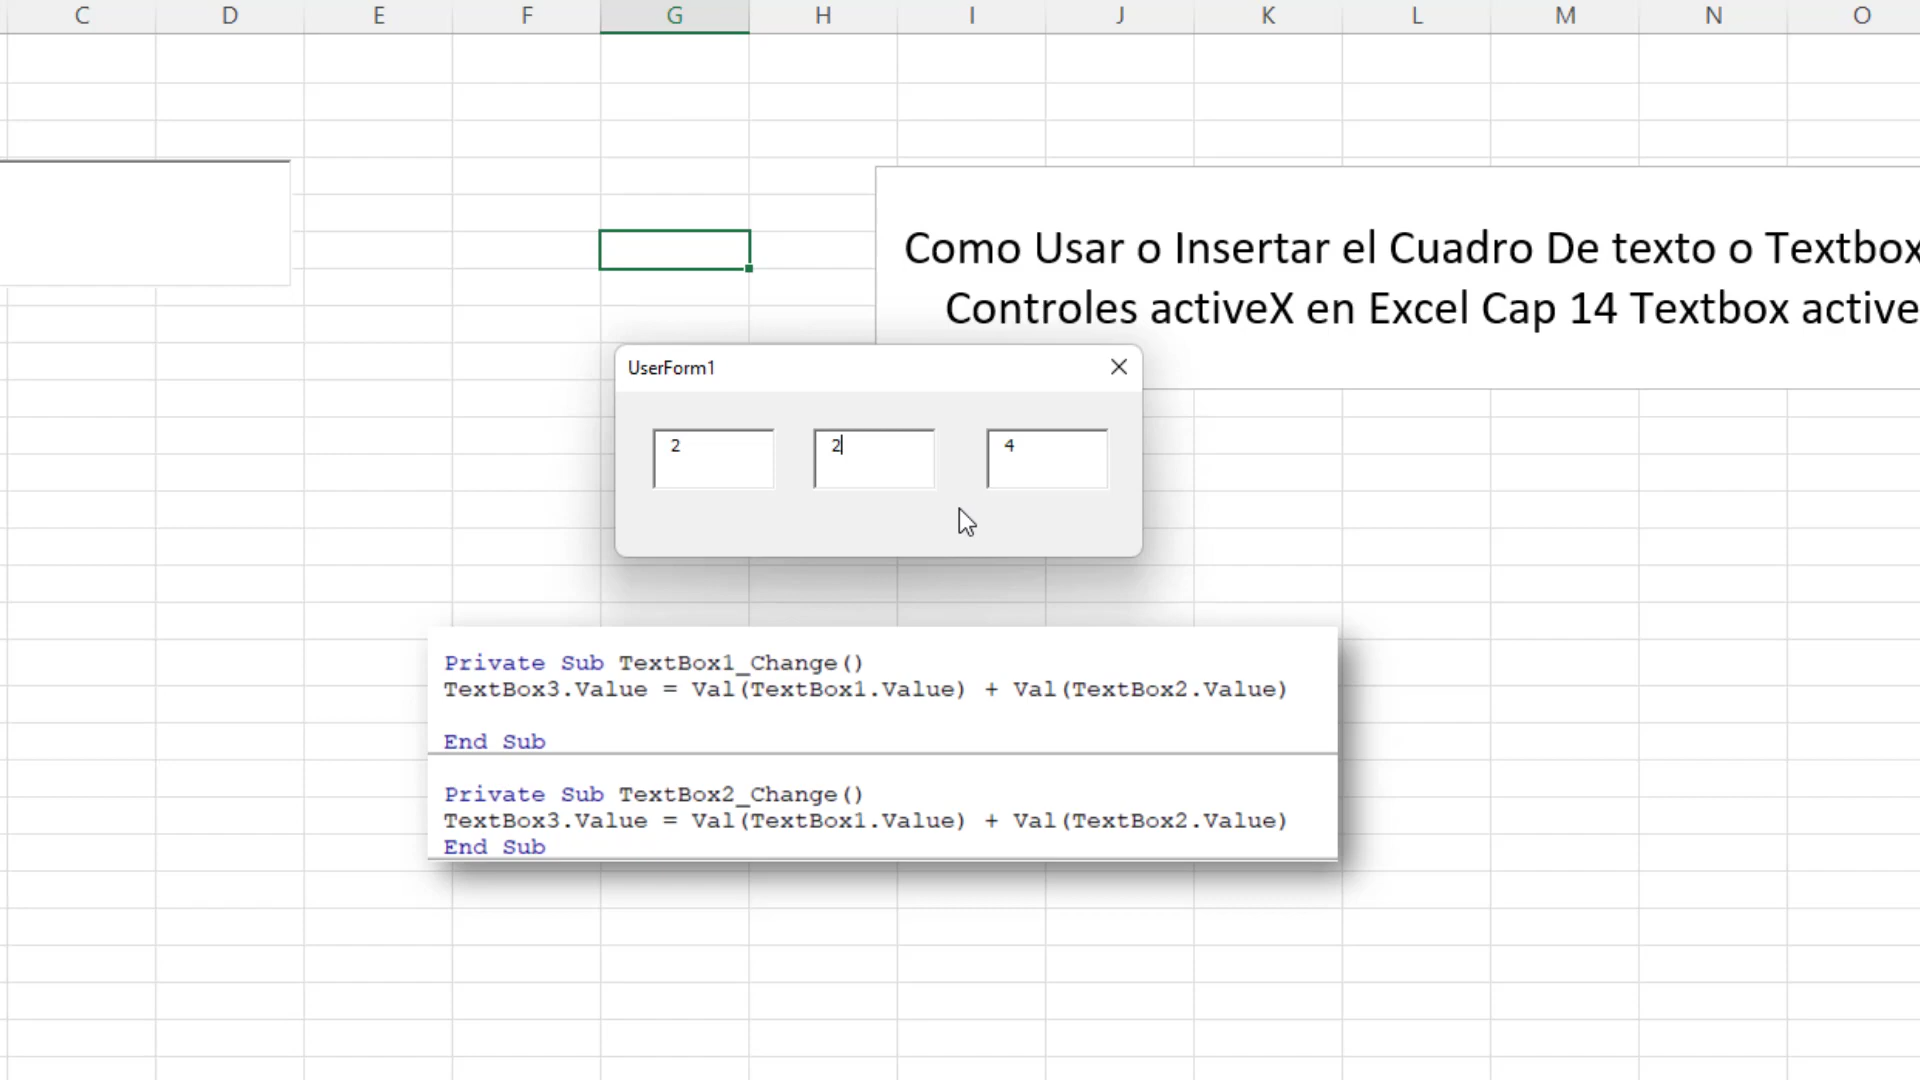 C D E F G H I J K L M N O
Como Usar o Insertar el Cuadro De texto o Textbox
Controles activeX en Excel Cap 14 Textbox active
UserForm1
2 2 4
Private Sub TextBox1_Change()
TextBox3.Value = Val(TextBox1.Value) + Val(TextBox2.Value)
End Sub
Private Sub TextBox2_Change()
TextBox3.Value = Val(TextBox1.Value) + Val(TextBox2.Value)
End Sub